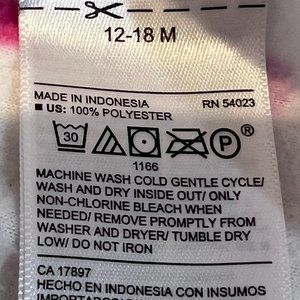 12-18 M
MADE IN INDONESIA RN 54023
US: 100% POLYESTER
30 P ®
1166
MACHINE WASH COLD GENTLE CYCLE/
WASH AND DRY INSIDE OUT/ ONLY
NON-CHLORINE BLEACH WHEN
NEEDED/ REMOVE PROMPTLY FROM
WASHER AND DRYER/ TUMBLE DRY
LOW/ DO NOT IRON
CA 17897
HECHO EN INDONESIA CON INSUMOS